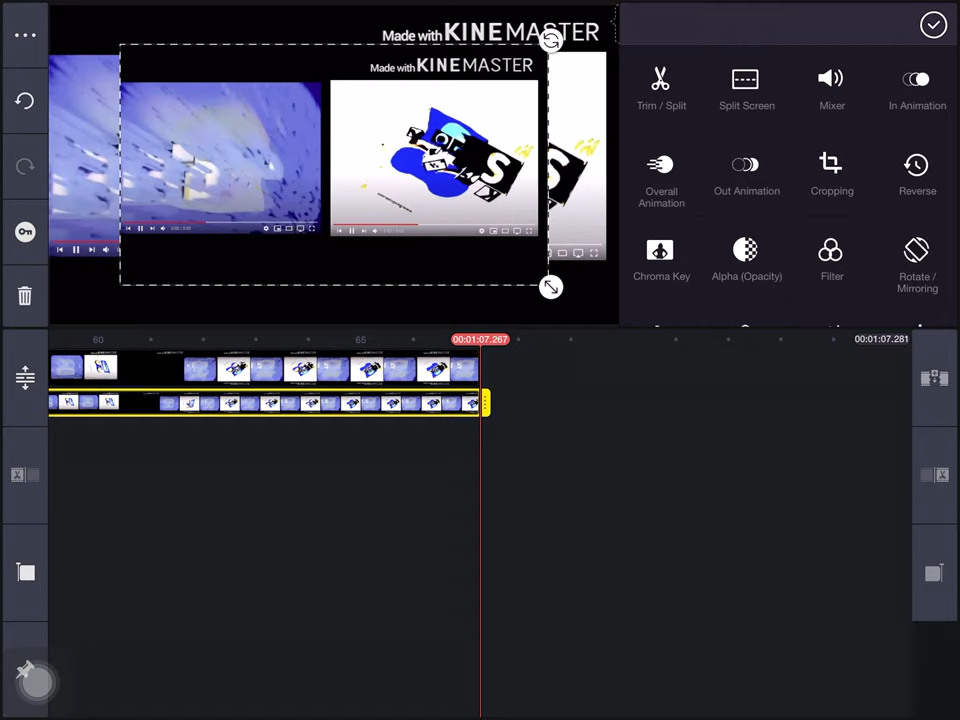 Made with KINEMASTER
Made with KINEMASTER
S
S
Trim / Split
Split Screen
Mixer
In Animation
Overall
Animation
Out Animation
Cropping
Reverse
Chroma Key
Alpha (Opacity)
Filter
Rotate /
Mirroring
60
65
00:01:07.267
00:01:07.281